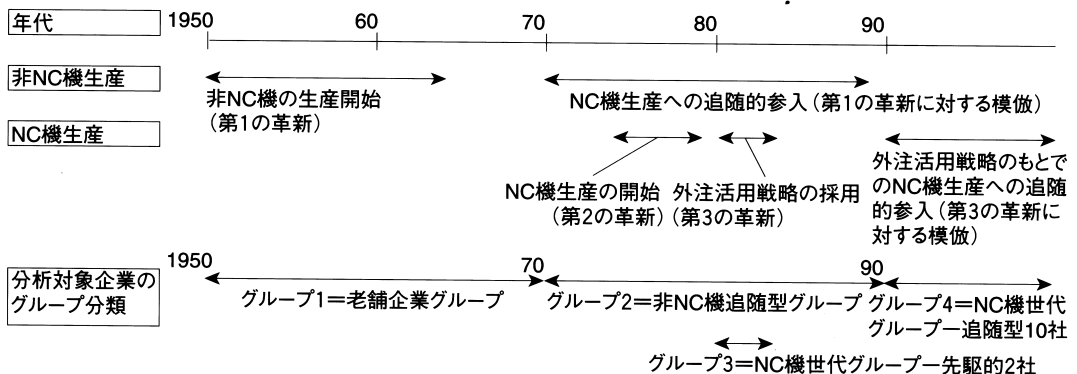 年代
1950 60 70 80 90
非NC機生産
非NC機の生産開始
（第1の革新）
NC機生産への追随的参入（第1の革新に対する模倣）
NC機生産
NC機生産の開始
（第2の革新）
外注活用戦略の採用
（第3の革新）
外注活用戦略のもとで
のNC機生産への追随
的参入（第3の革新に
対する模倣）
分析対象企業の
グループ分類
1950 70 90
グループ1＝老舗企業グループ
グループ2＝非NC機追随型グループ
グループ4＝NC機世代
グループー追随型10社
グループ3＝NC機世代グループー先駆的2社